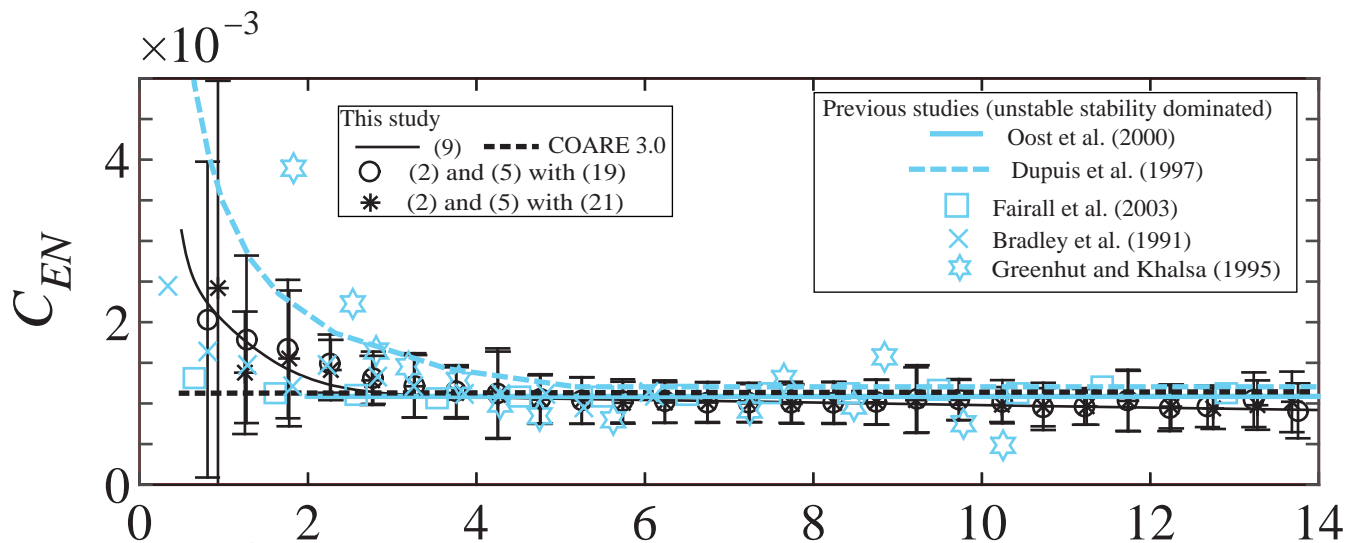 ×10⁻³
C_EN
4
2
0
This study
(9)
COARE 3.0
(2) and (5) with (19)
(2) and (5) with (21)
Previous studies (unstable stability dominated)
Oost et al. (2000)
Dupuis et al. (1997)
Fairall et al. (2003)
Bradley et al. (1991)
Greenhut and Khalsa (1995)
0 2 4 6 8 10 12 14